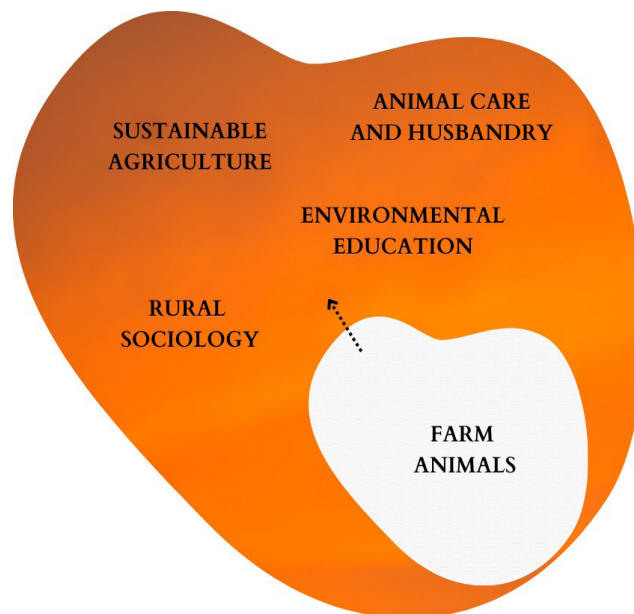 SUSTAINABLE
AGRICULTURE
ANIMAL CARE
AND HUSBANDRY
ENVIRONMENTAL
EDUCATION
RURAL
SOCIOLOGY
FARM
ANIMALS